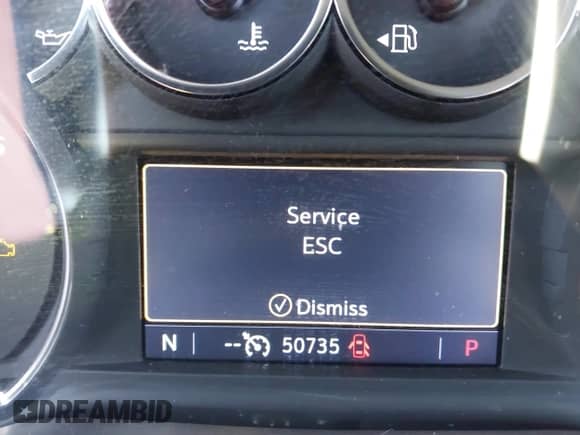 Service
ESC
Dismiss
N -- 50735 P
DREAMBID